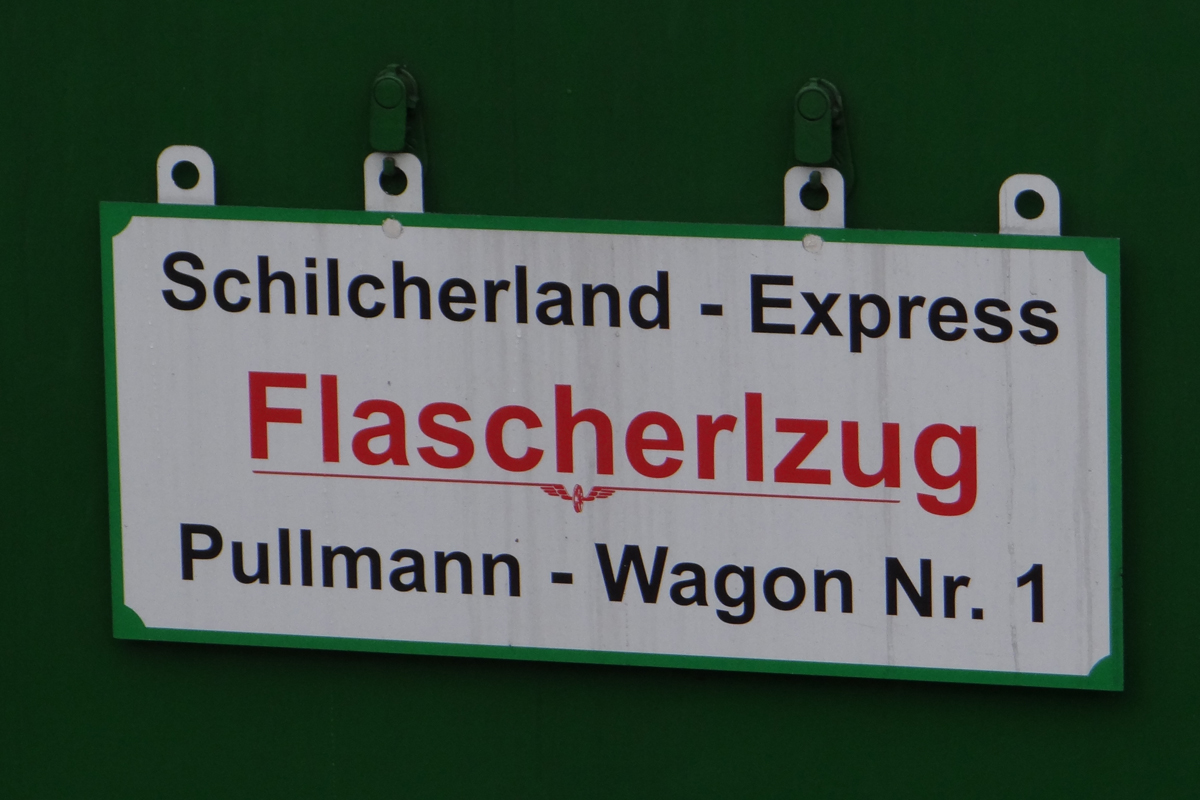 Schilcherland - Express
Flascherlzug
Pullmann - Wagon Nr. 1